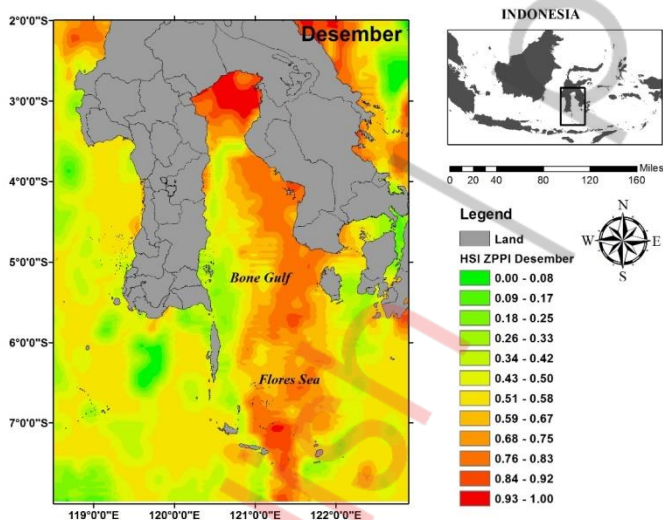 Desember
2°0'0"S
3°0'0"S
4°0'0"S
5°0'0"S
6°0'0"S
7°0'0"S
Bone Gulf
Flores Sea
119°0'0"E 120°0'0"E 121°0'0"E 122°0'0"E
INDONESIA
Miles
0 20 40 80 120 160
Legend
Land
HSI ZPPI Desember
0.00 - 0.08
0.09 - 0.17
0.18 - 0.25
0.26 - 0.33
0.34 - 0.42
0.43 - 0.50
0.51 - 0.58
0.59 - 0.67
0.68 - 0.75
0.76 - 0.83
0.84 - 0.92
0.93 - 1.00
N
W E
S